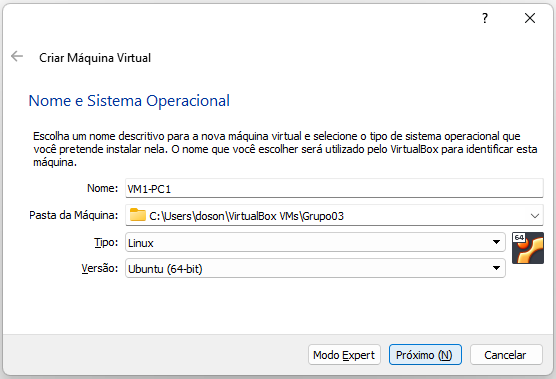 ?
Criar Máquina Virtual
Nome e Sistema Operacional
Escolha um nome descritivo para a nova máquina virtual e selecione o tipo de sistema operacional que
você pretende instalar nela. O nome que você escolher será utilizado pelo VirtualBox para identificar esta
máquina.
Nome: VM1-PC1
Pasta da Máquina: C:\Users\doson\VirtualBox VMs\Grupo03
Tipo: Linux
64
Versão: Ubuntu (64-bit)
Modo Expert Próximo (N) Cancelar